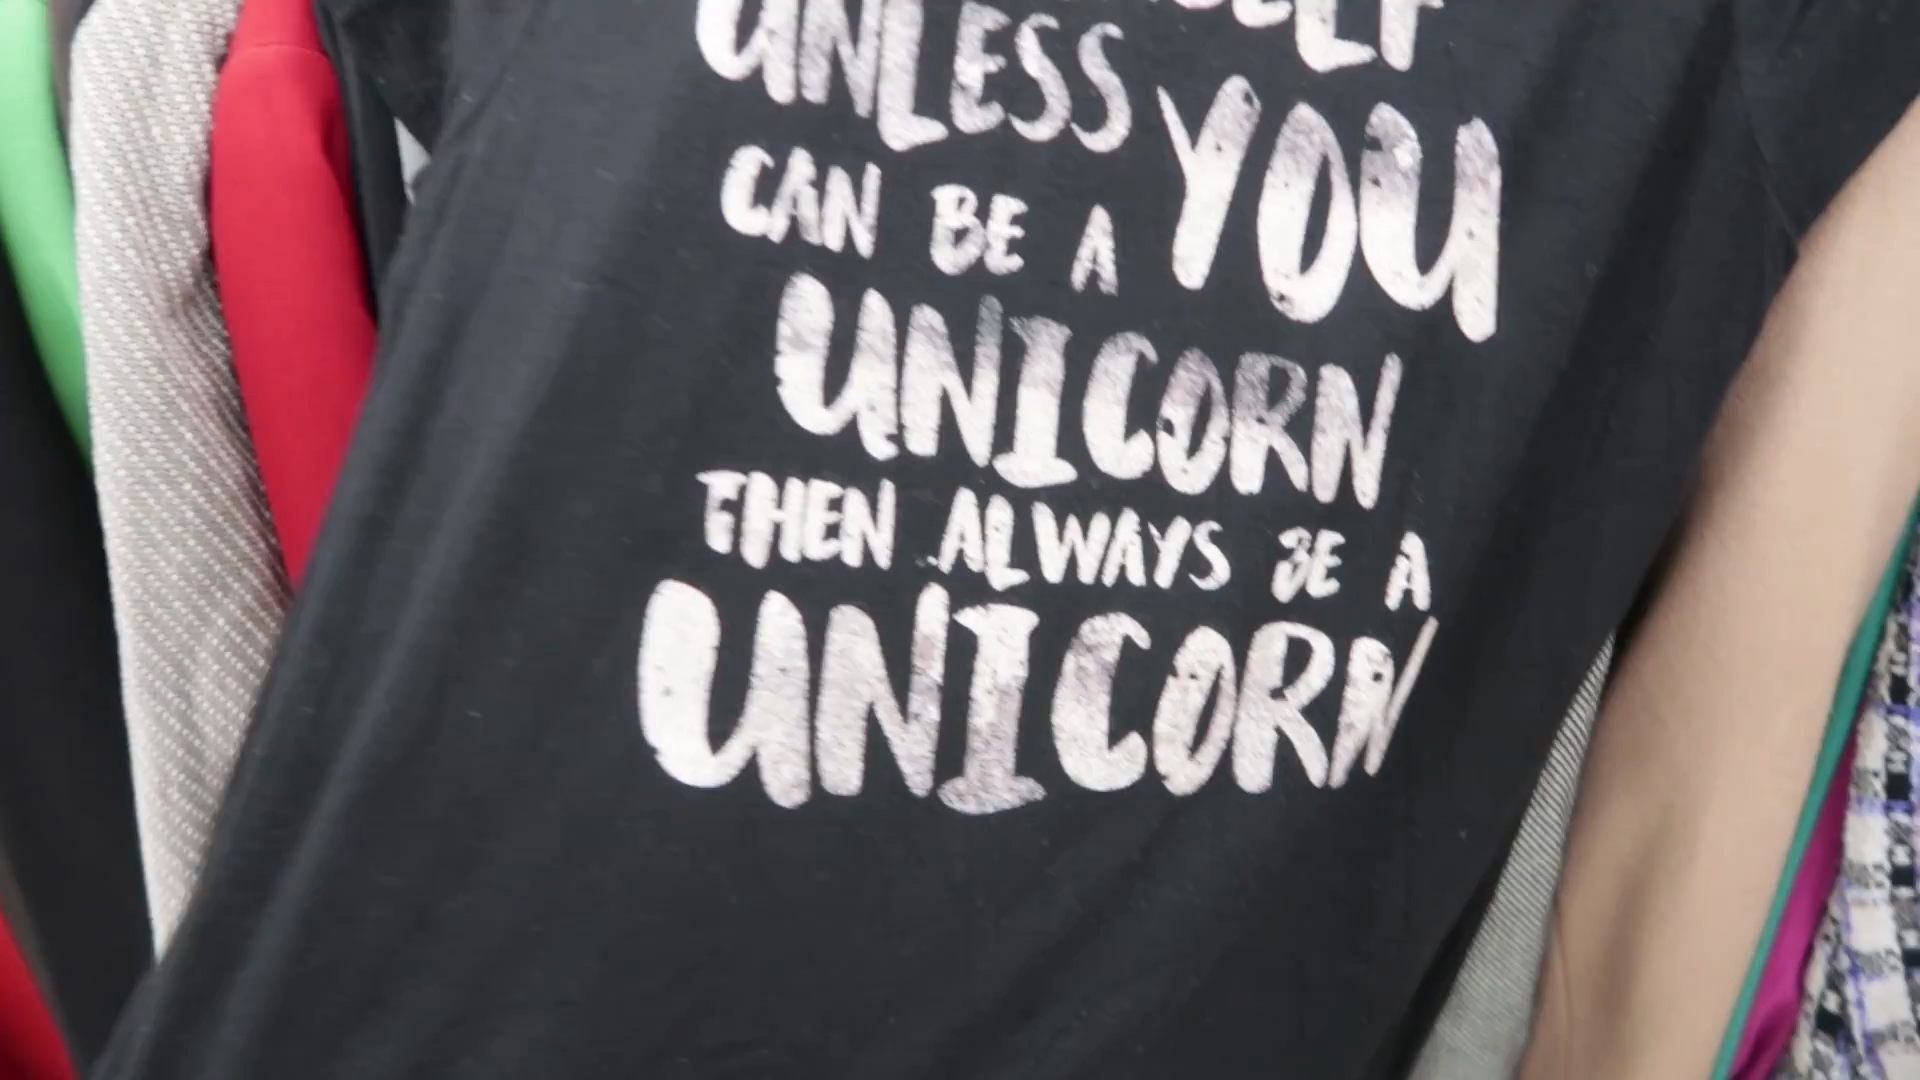 UNLESS YOU
CAN BE A
UNICORN
THEN ALWAYS BE A
UNICORN